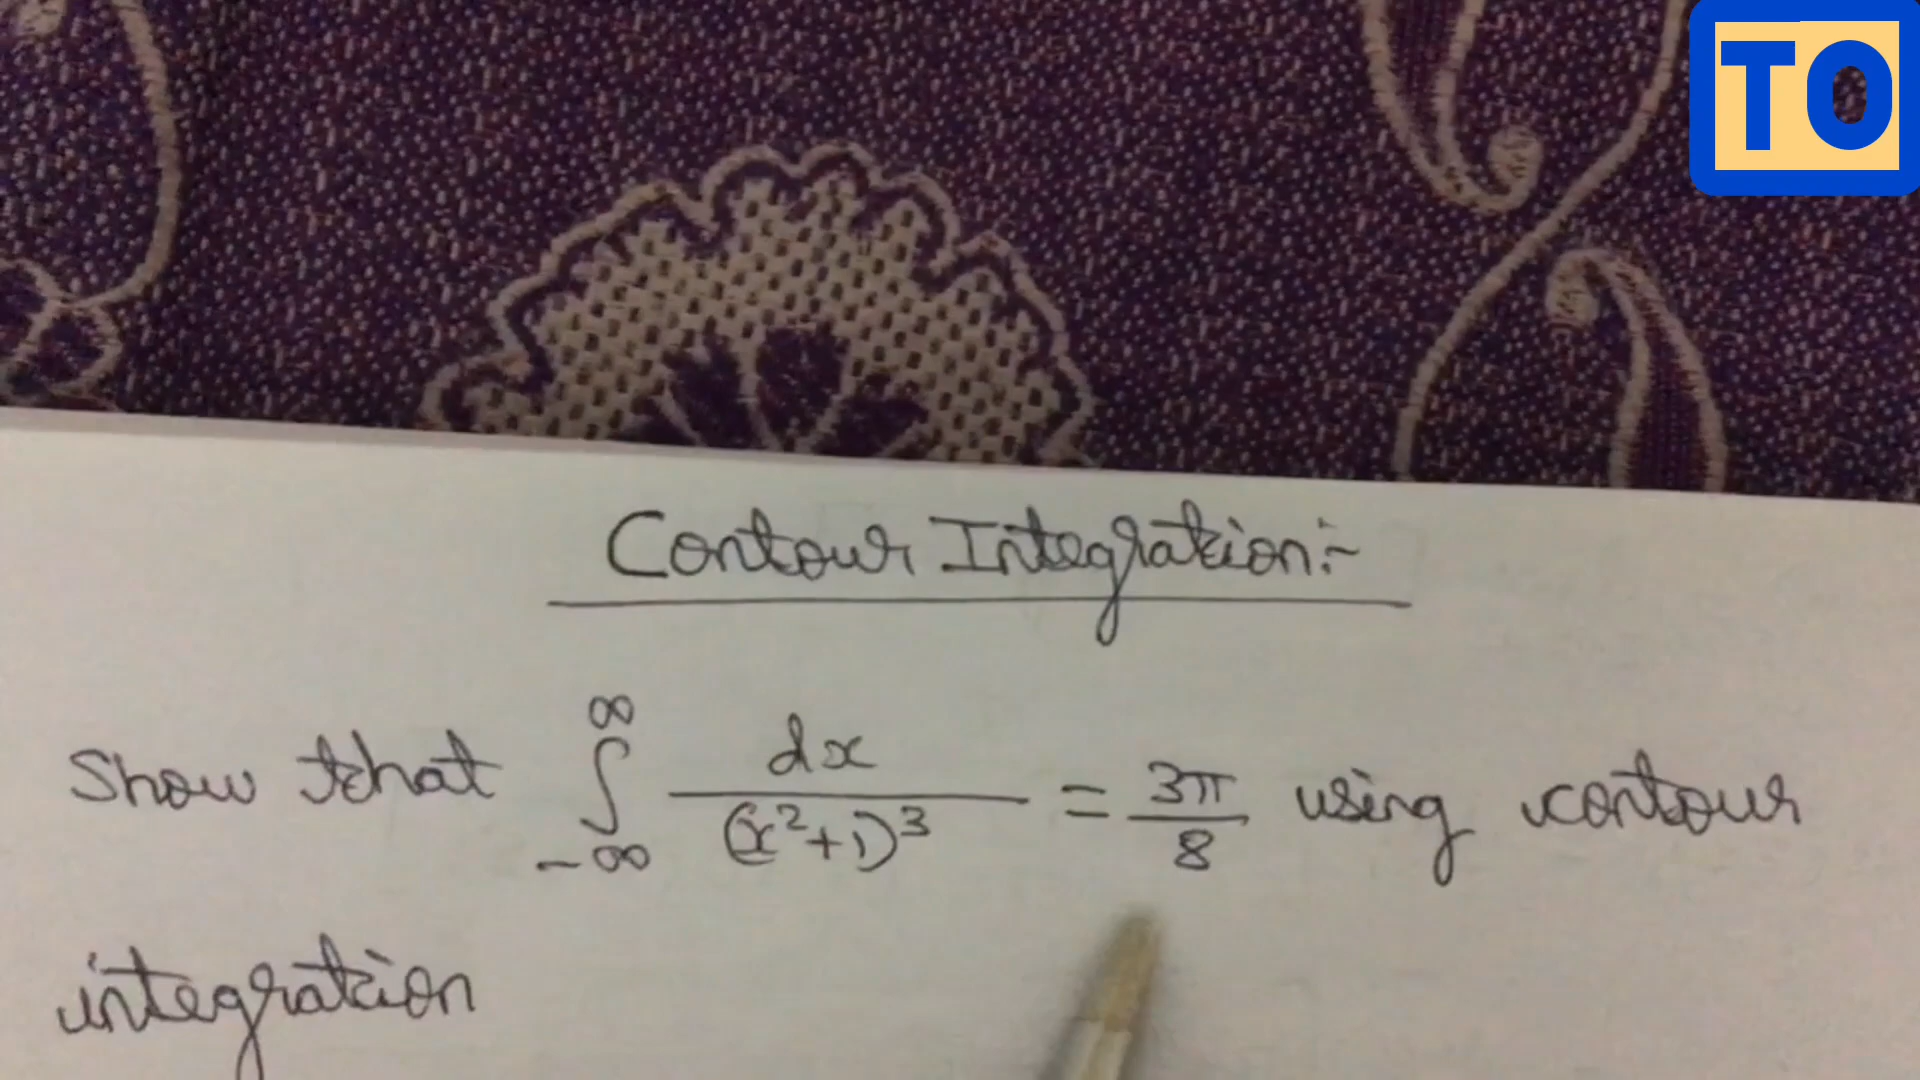 TO
Contour Integration:-
Show that ∫_{-∞}^{∞} dx/(x²+1)³ = 3π/8 using contour
integration